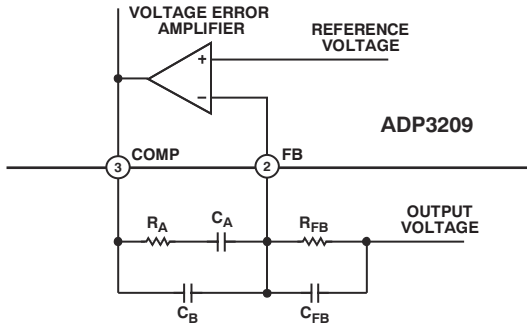 VOLTAGE ERROR
AMPLIFIER
REFERENCE
VOLTAGE
+
−
ADP3209
3
COMP
2
FB
RA
CA
RFB
OUTPUT
VOLTAGE
CB
CFB